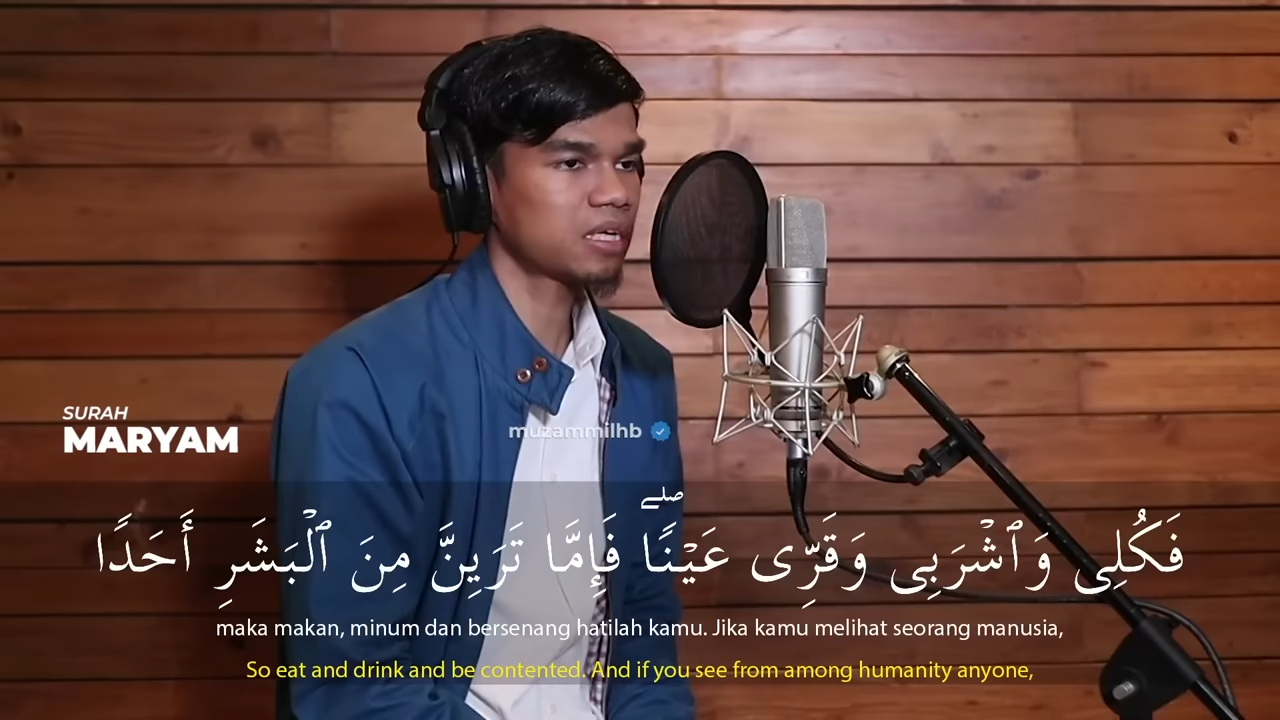 SURAH
MARYAM
muzammilhb
فَكُلِى وَٱشْرَبِى وَقَرِّى عَيْنًۭا ۖ فَإِمَّا تَرَيِنَّ مِنَ ٱلْبَشَرِ أَحَدًۭا
maka makan, minum dan bersenang hatilah kamu. Jika kamu melihat seorang manusia,
So eat and drink and be contented. And if you see from among humanity anyone,